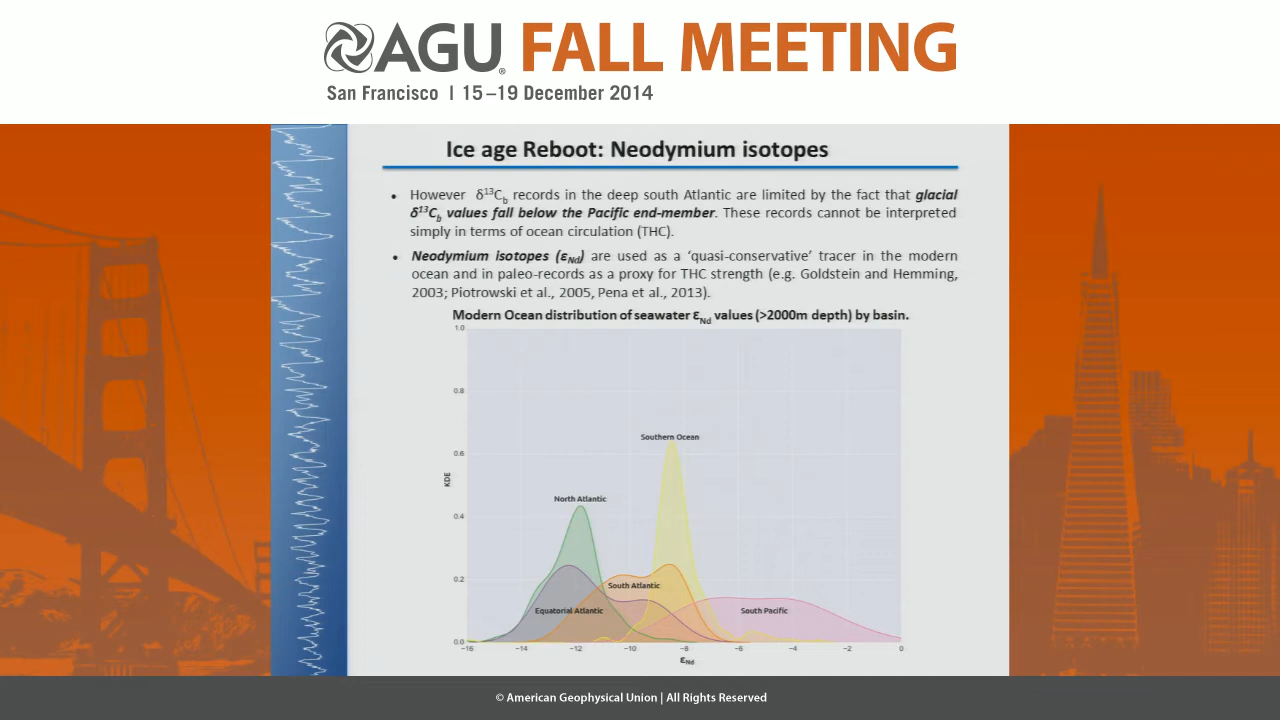 AGU FALL MEETING
San Francisco | 15–19 December 2014
Ice age Reboot: Neodymium isotopes
• However δ¹³C_b records in the deep south Atlantic are limited by the fact that glacial
δ¹³C_b values fall below the Pacific end-member. These records cannot be interpreted
simply in terms of ocean circulation (THC).
• Neodymium isotopes (ε_Nd) are used as a ‘quasi-conservative’ tracer in the modern
ocean and in paleo-records as a proxy for THC strength (e.g. Goldstein and Hemming,
2003; Piotrowski et al., 2005, Pena et al., 2013).
Modern Ocean distribution of seawater ε_Nd values (>2000m depth) by basin.
1.0
0.8
Southern Ocean
0.6
KDE
North Atlantic
0.4
0.2
South Atlantic
Equatorial Atlantic
South Pacific
0.0
−16 −14 −12 −10 −8 −6 −4 −2 0
ε_Nd
© American Geophysical Union | All Rights Reserved